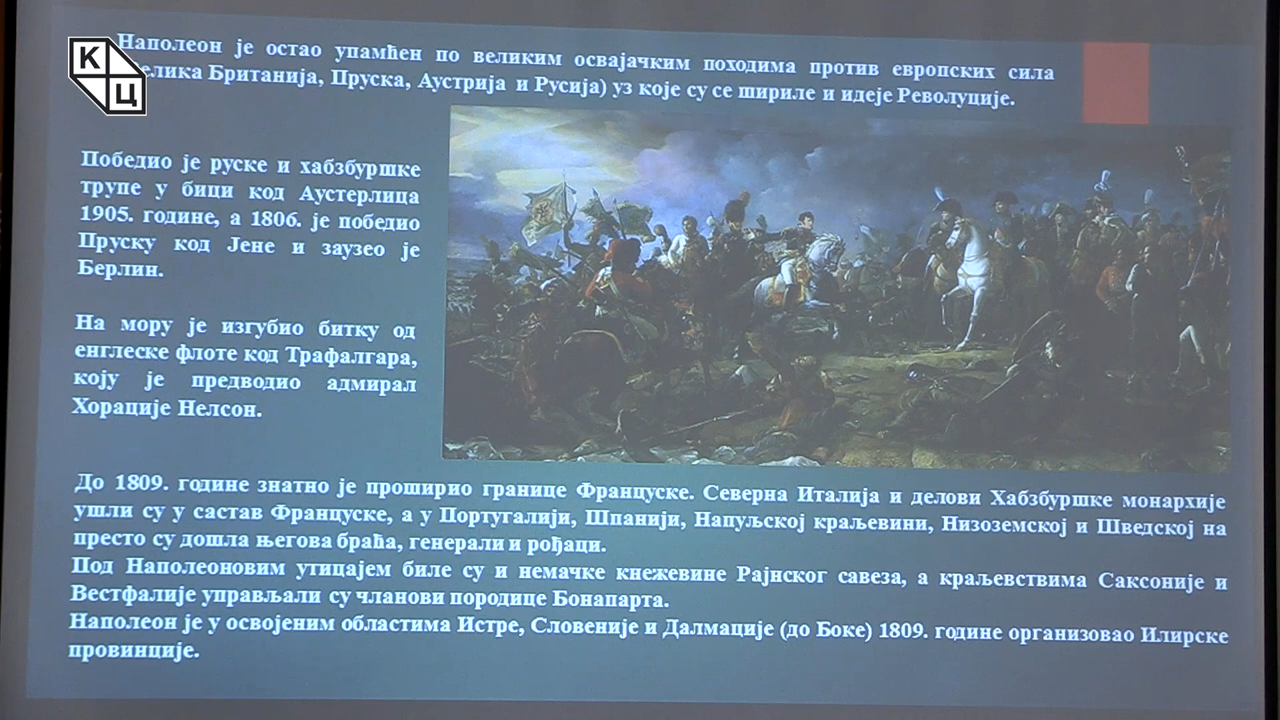 К
Ц
Наполеон је остао упамћен по великим освајачким походима против европских сила
елика Британија, Пруска, Аустрија и Русија) уз које су се шириле и идеје Револуције.
Победио је руске и хабзбуршке
трупе у бици код Аустерлица
1905. године, а 1806. је победио
Пруску код Јене и заузео је
Берлин.
На мору је изгубио битку од
енглеске флоте код Трафалгара,
коју је предводио адмирал
Хорације Нелсон.
До 1809. године знатно је проширио границе Француске. Северна Италија и делови Хабзбуршке монархије
ушли су у састав Француске, а у Португалији, Шпанији, Напуљској краљевини, Низоземској и Шведској на
престо су дошла његова браћа, генерали и рођаци.
Под Наполеоновим утицајем биле су и немачке кнежевине Рајнског савеза, а краљевствима Саксоније и
Вестфалије управљали су чланови породице Бонапарта.
Наполеон је у освојеним областима Истре, Словеније и Далмације (до Боке) 1809. године организовао Илирске
провинције.